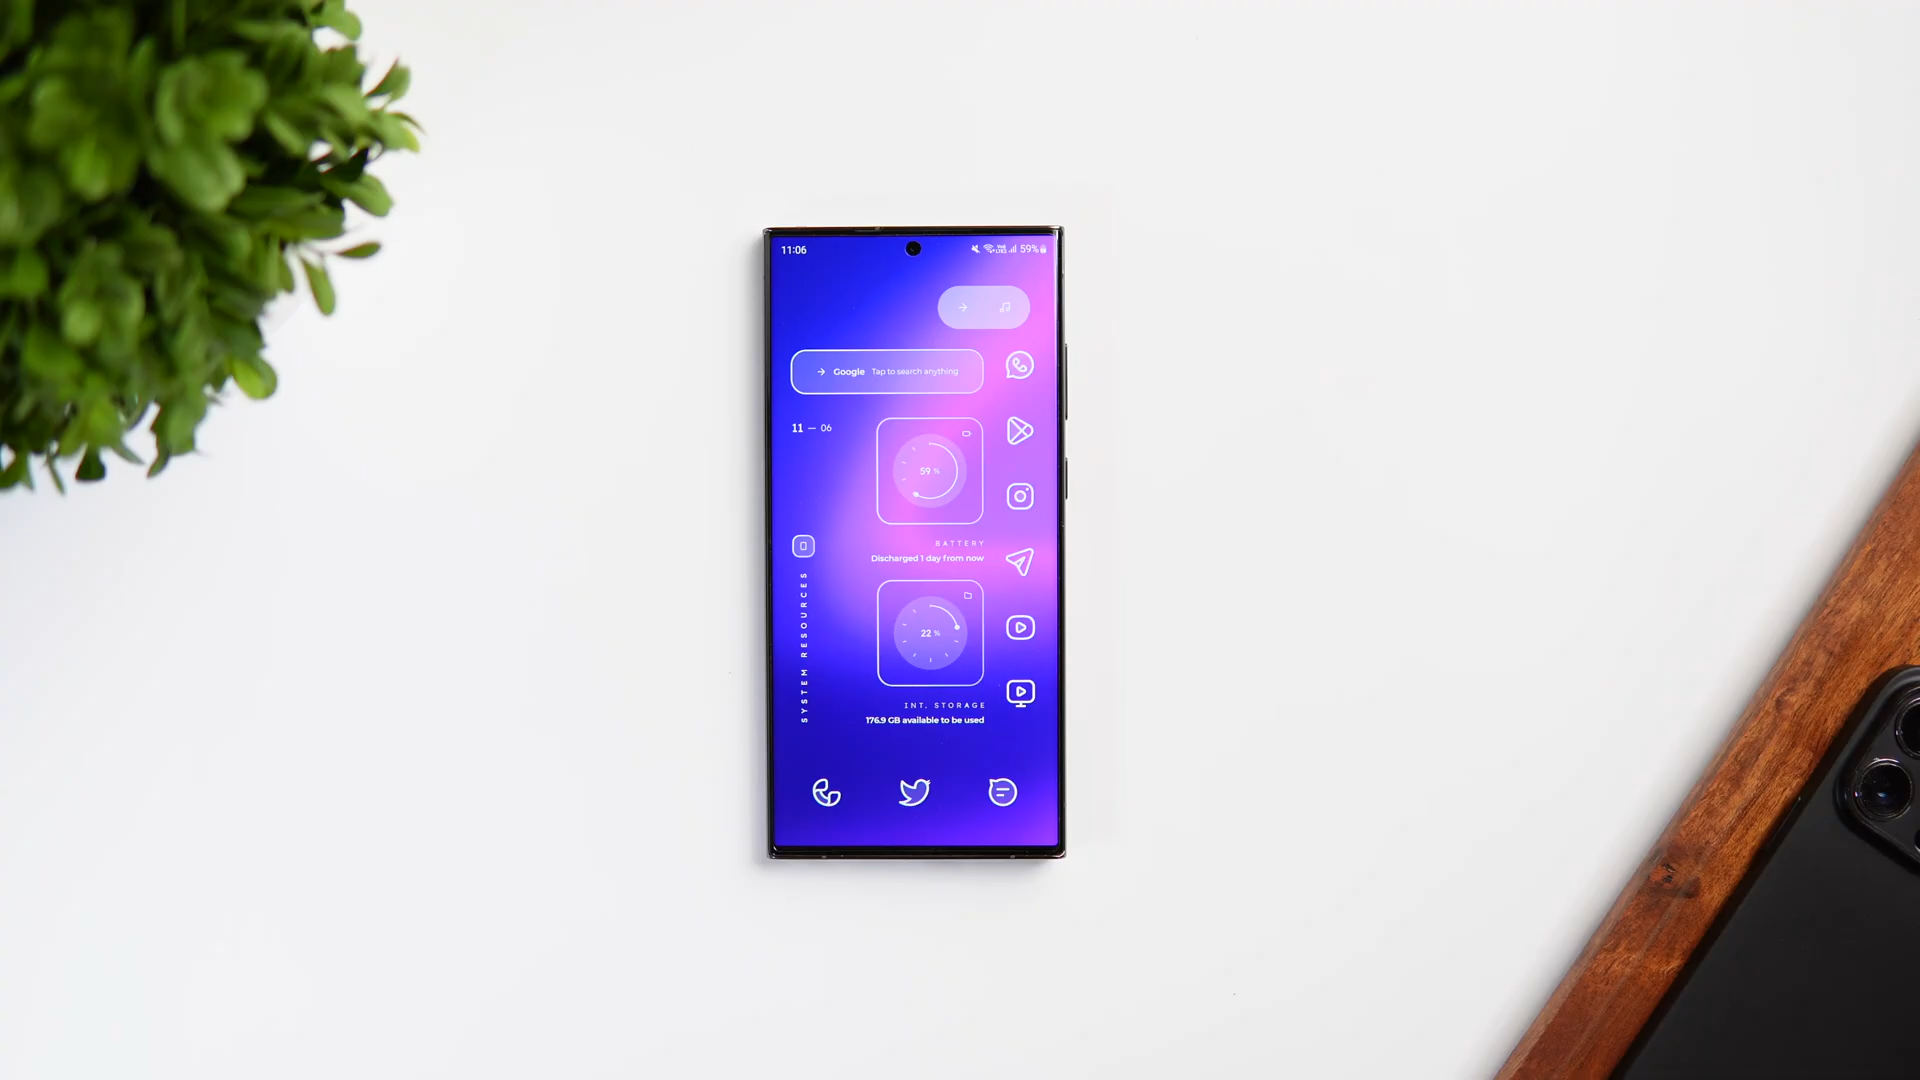 11:06
59%
Google Tap to search anything
11 — 06
59 %
BATTERY
Discharged 1 day from now
SYSTEM RESOURCES
22 %
INT. STORAGE
176.9 GB available to be used